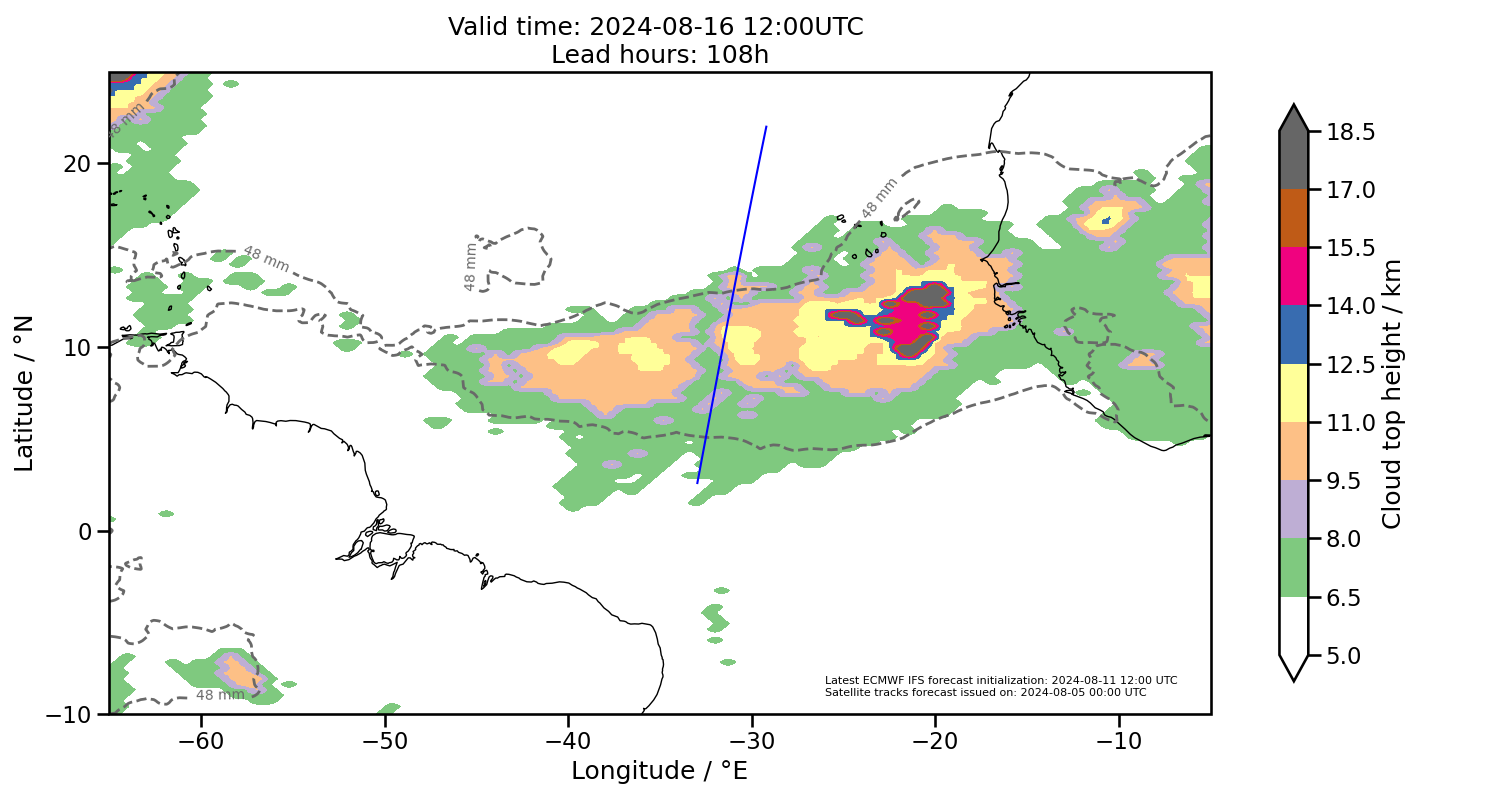 Valid time: 2024-08-16 12:00UTC
Lead hours: 108h
48 mm
48 mm
48 mm
48 mm
48 mm
Latest ECMWF IFS forecast initialization: 2024-08-11 12:00 UTC
Satellite tracks forecast issued on: 2024-08-05 00:00 UTC
20
10
0
−10
Latitude / °N
−60
−50
−40
−30
−20
−10
Longitude / °E
18.5
17.0
15.5
14.0
12.5
11.0
9.5
8.0
6.5
5.0
Cloud top height / km